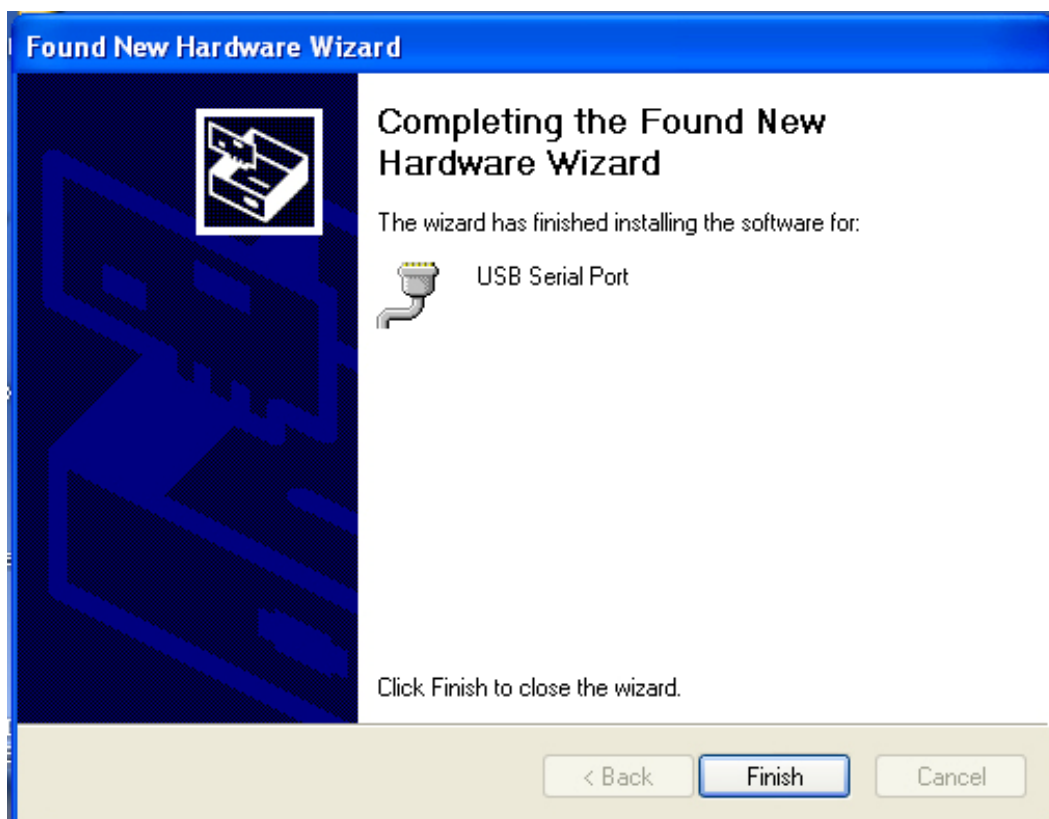 Found New Hardware Wizard
Completing the Found New
Hardware Wizard
The wizard has finished installing the software for:
USB Serial Port
Click Finish to close the wizard.
< Back Finish Cancel